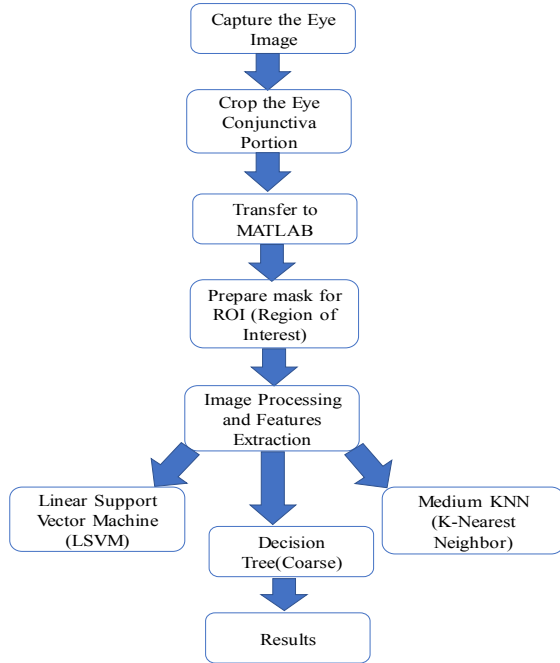 Capture the Eye
Image
Crop the Eye
Conjunctiva
Portion
Transfer to
MATLAB
Prepare mask for
ROI (Region of
Interest)
Image Processing
and Features
Extraction
Linear Support
Vector Machine
(LSVM)
Decision
Tree(Coarse)
Medium KNN
(K-Nearest
Neighbor)
Results